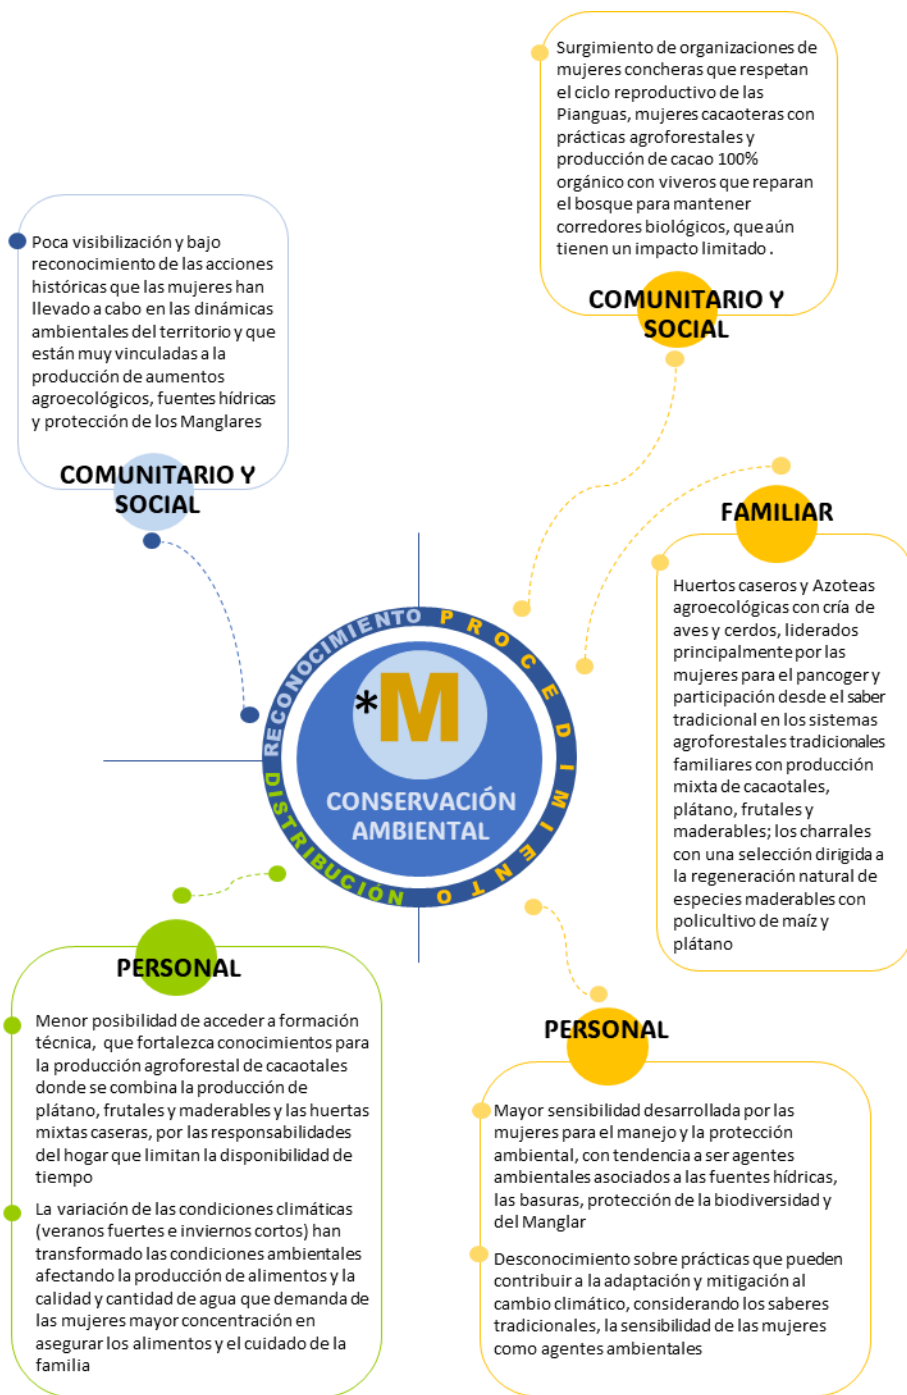 Surgimiento de organizaciones de
mujeres concheras que respetan
el ciclo reproductivo de las
Pianguas, mujeres cacaoteras con
prácticas agroforestales y
producción de cacao 100%
orgánico con viveros que reparan
el bosque para mantener
corredores biológicos, que aún
tienen un impacto limitado .
COMUNITARIO Y
SOCIAL
Poca visibilización y bajo
reconocimiento de las acciones
históricas que las mujeres han
llevado a cabo en las dinámicas
ambientales del territorio y que
están muy vinculadas a la
producción de aumentos
agroecológicos, fuentes hídricas
y protección de los Manglares
COMUNITARIO Y
SOCIAL
FAMILIAR
Huertos caseros y Azoteas
agroecológicas con cría de
aves y cerdos, liderados
principalmente por las
mujeres para el pancoger y
participación desde el saber
tradicional en los sistemas
agroforestales tradicionales
familiares con producción
mixta de cacaotales,
plátano, frutales y
maderables; los charrales
con una selección dirigida a
la regeneración natural de
especies maderables con
policultivo de maíz y
plátano
RECONOCIMIENTO
PROCEDIMIENTO
DISTRIBUCIÓN
*M
CONSERVACIÓN
AMBIENTAL
PERSONAL
Menor posibilidad de acceder a formación
técnica, que fortalezca conocimientos para
la producción agroforestal de cacaotales
donde se combina la producción de
plátano, frutales y maderables y las huertas
mixtas caseras, por las responsabilidades
del hogar que limitan la disponibilidad de
tiempo
La variación de las condiciones climáticas
(veranos fuertes e inviernos cortos) han
transformado las condiciones ambientales
afectando la producción de alimentos y la
calidad y cantidad de agua que demanda de
las mujeres mayor concentración en
asegurar los alimentos y el cuidado de la
familia
PERSONAL
Mayor sensibilidad desarrollada por las
mujeres para el manejo y la protección
ambiental, con tendencia a ser agentes
ambientales asociados a las fuentes hídricas,
las basuras, protección de la biodiversidad y
del Manglar
Desconocimiento sobre prácticas que pueden
contribuir a la adaptación y mitigación al
cambio climático, considerando los saberes
tradicionales, la sensibilidad de las mujeres
como agentes ambientales